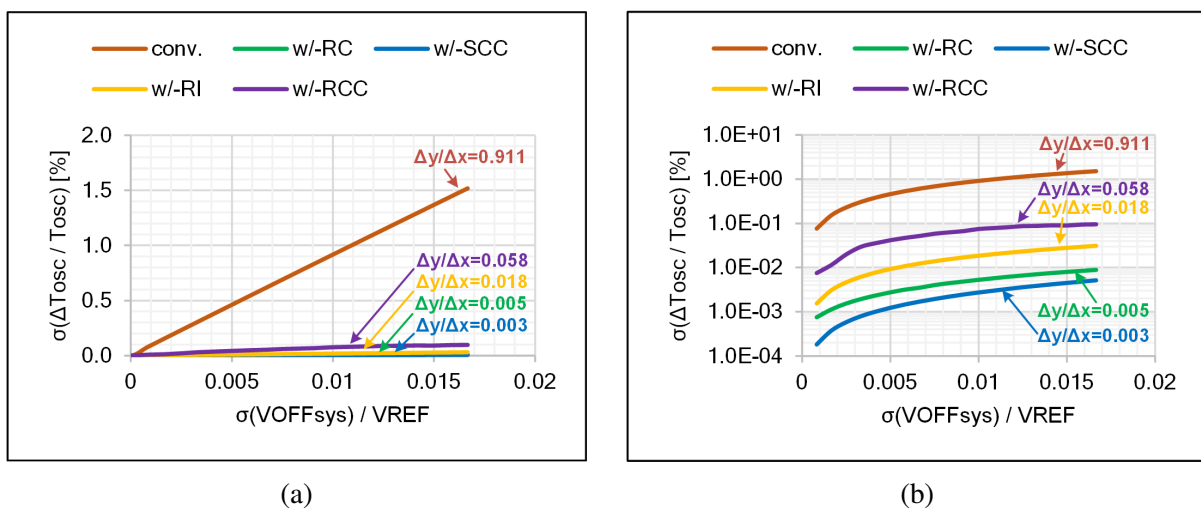 conv. w/-RC w/-SCC
w/-RI w/-RCC
2.0
1.5
1.0
0.5
0.0
σ(ΔTosc / Tosc) [%]
Δy/Δx=0.911
Δy/Δx=0.058
Δy/Δx=0.018
Δy/Δx=0.005
Δy/Δx=0.003
0 0.005 0.01 0.015 0.02
σ(VOFFsys) / VREF
(a)
conv. w/-RC w/-SCC
w/-RI w/-RCC
1.0E+01
1.0E+00
1.0E-01
1.0E-02
1.0E-03
1.0E-04
σ(ΔTosc / Tosc) [%]
Δy/Δx=0.911
Δy/Δx=0.058
Δy/Δx=0.018
Δy/Δx=0.005
Δy/Δx=0.003
0 0.005 0.01 0.015 0.02
σ(VOFFsys) / VREF
(b)